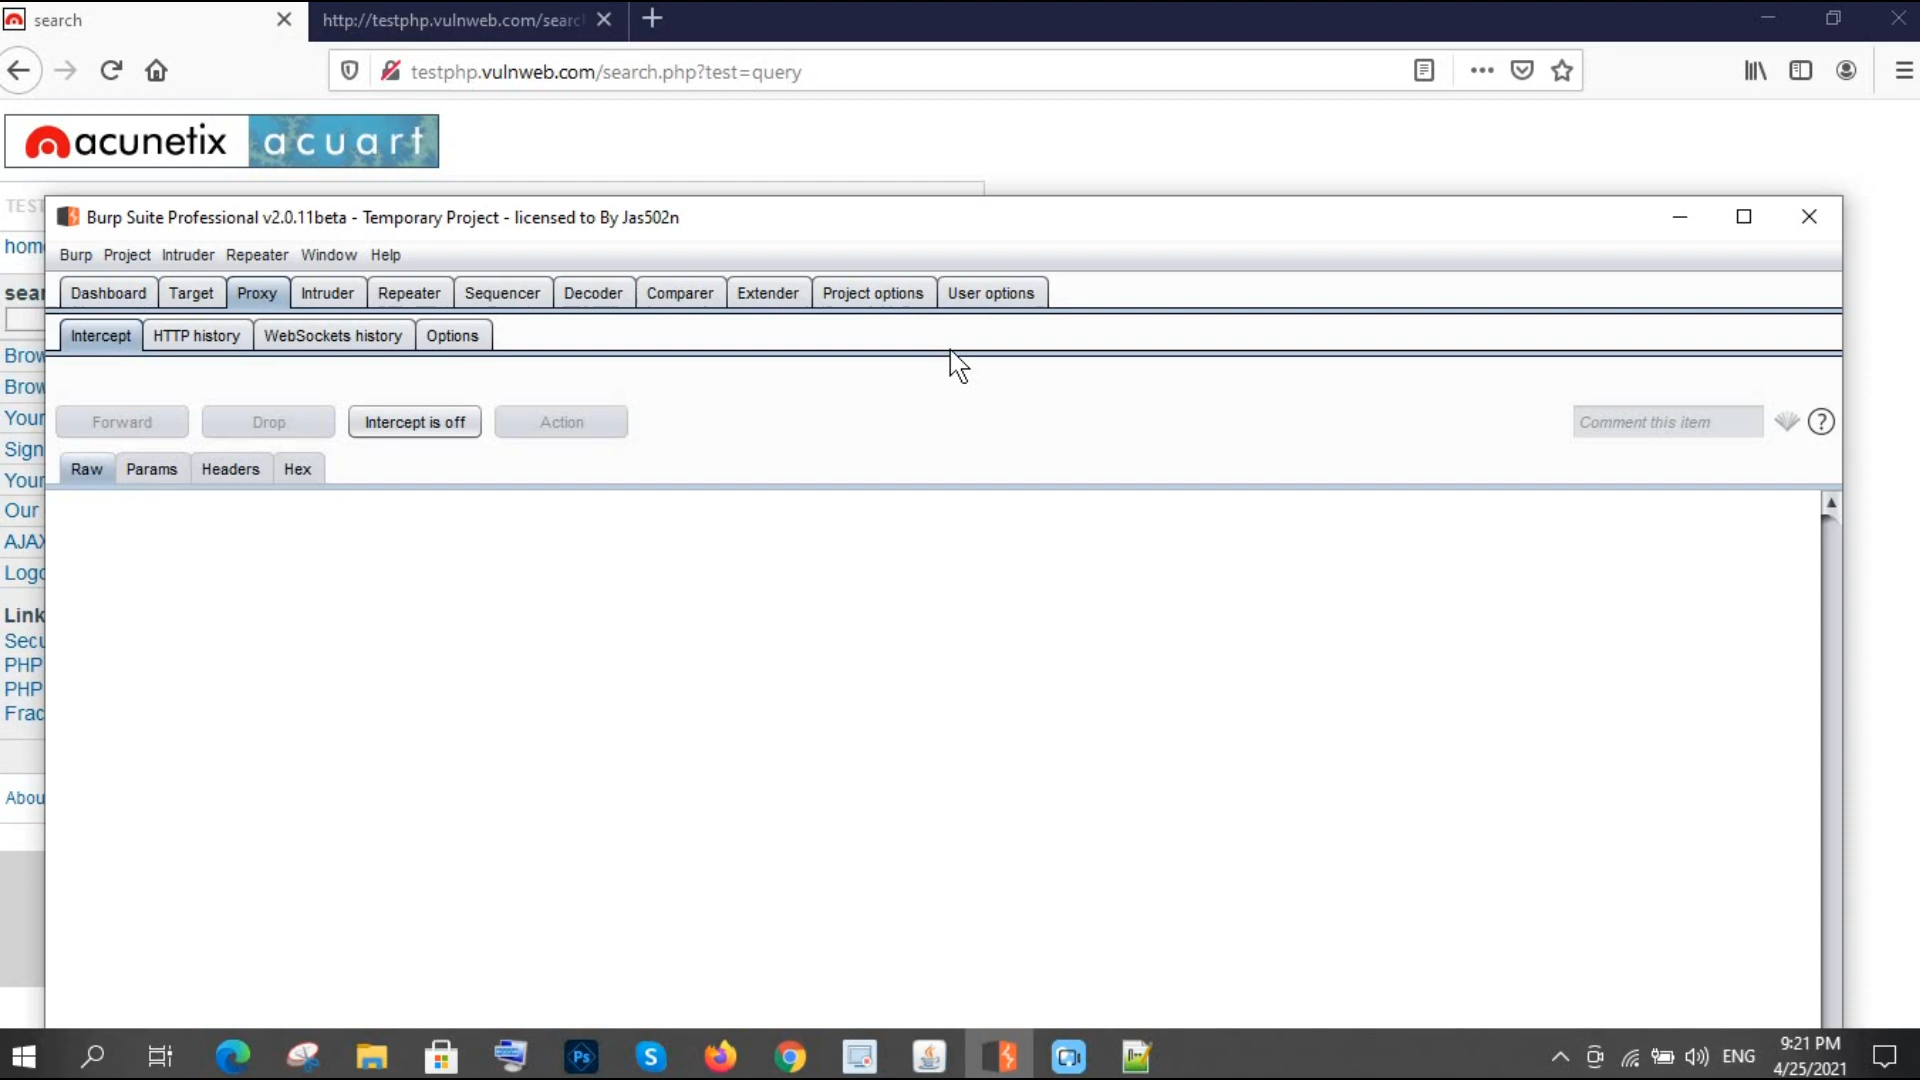 search
http://testphp.vulnweb.com/searc
testphp.vulnweb.com/search.php?test=query
acunetix acuart
TEST
Burp Suite Professional v2.0.11beta - Temporary Project - licensed to By Jas502n
Burp Project Intruder Repeater Window Help
Dashboard Target Proxy Intruder Repeater Sequencer Decoder Comparer Extender Project options User options
Intercept HTTP history WebSockets history Options
Forward Drop Intercept is off Action Comment this item ?
Raw Params Headers Hex
home
sear
Brow
Brow
Your
Sign
Your
Our
AJAX
Logo
Link
Secu
PHP
PHP
Frac
Abou
Ps S ENG 9:21 PM
4/25/2021